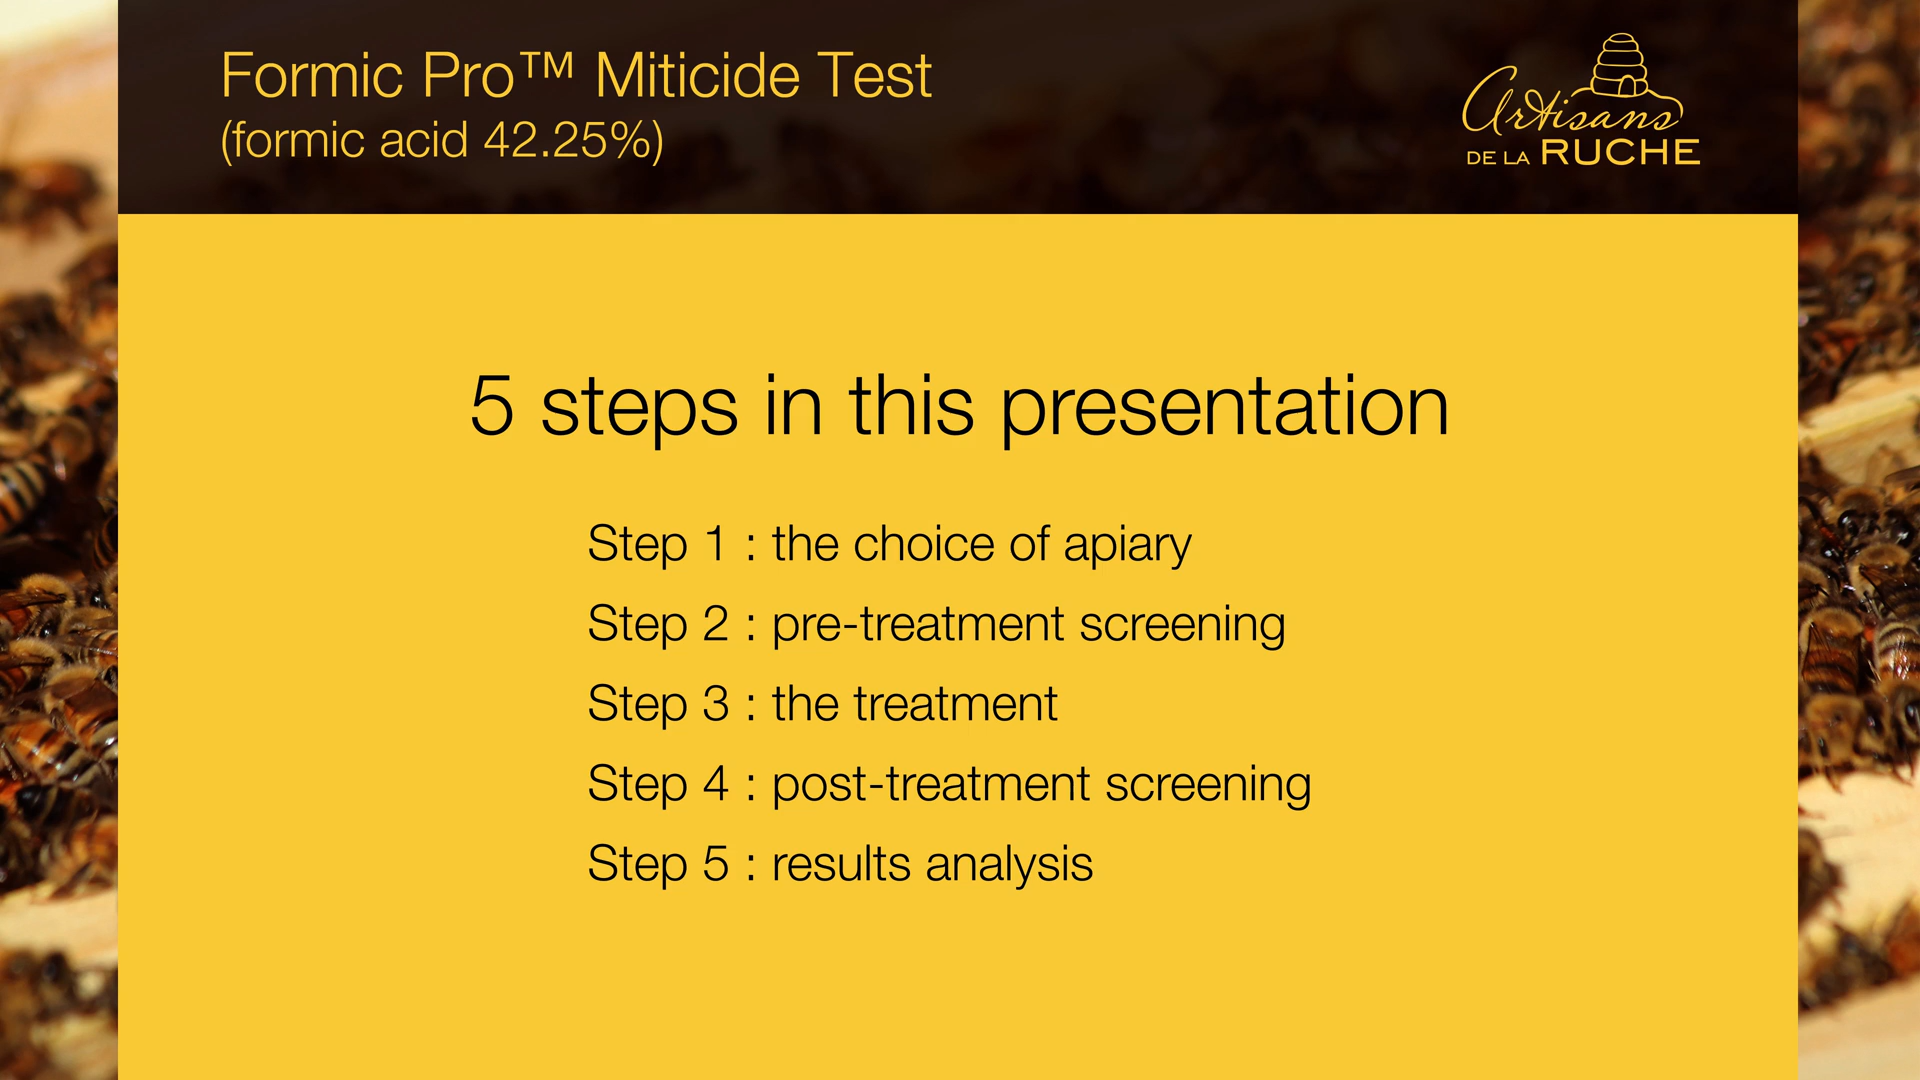 Formic Pro™ Miticide Test
(formic acid 42.25%)
Artisans
DE LA RUCHE
5 steps in this presentation
Step 1 : the choice of apiary
Step 2 : pre-treatment screening
Step 3 : the treatment
Step 4 : post-treatment screening
Step 5 : results analysis